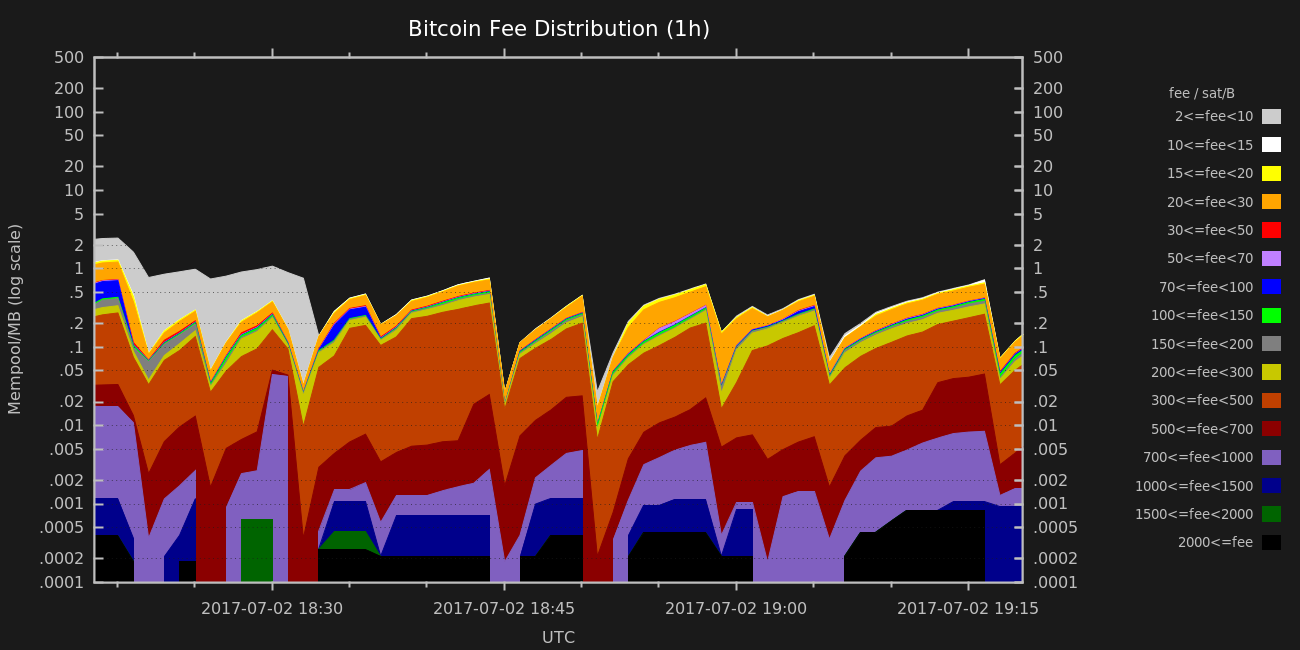 Bitcoin Fee Distribution (1h)
500 500
200 200
100 100
50 50
20 20
10 10
5 5
2 2
1 1
.5 .5
.2 .2
.1 .1
.05 .05
.02 .02
.01 .01
.005 .005
.002 .002
.001 .001
.0005 .0005
.0002 .0002
.0001 .0001
Mempool/MB (log scale)
2017-07-02 18:30 2017-07-02 18:45 2017-07-02 19:00 2017-07-02 19:15
UTC
fee / sat/B
2<=fee<10
10<=fee<15
15<=fee<20
20<=fee<30
30<=fee<50
50<=fee<70
70<=fee<100
100<=fee<150
150<=fee<200
200<=fee<300
300<=fee<500
500<=fee<700
700<=fee<1000
1000<=fee<1500
1500<=fee<2000
2000<=fee